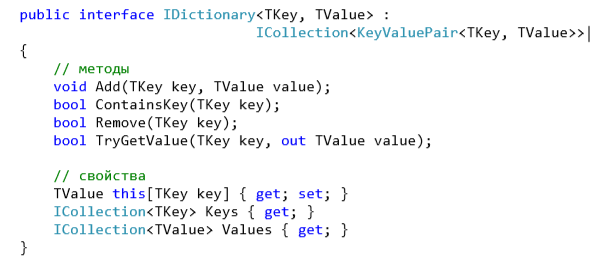 public interface IDictionary<TKey, TValue> :
ICollection<KeyValuePair<TKey, TValue>>
{
// методы
void Add(TKey key, TValue value);
bool ContainsKey(TKey key);
bool Remove(TKey key);
bool TryGetValue(TKey key, out TValue value);
// свойства
TValue this[TKey key] { get; set; }
ICollection<TKey> Keys { get; }
ICollection<TValue> Values { get; }
}